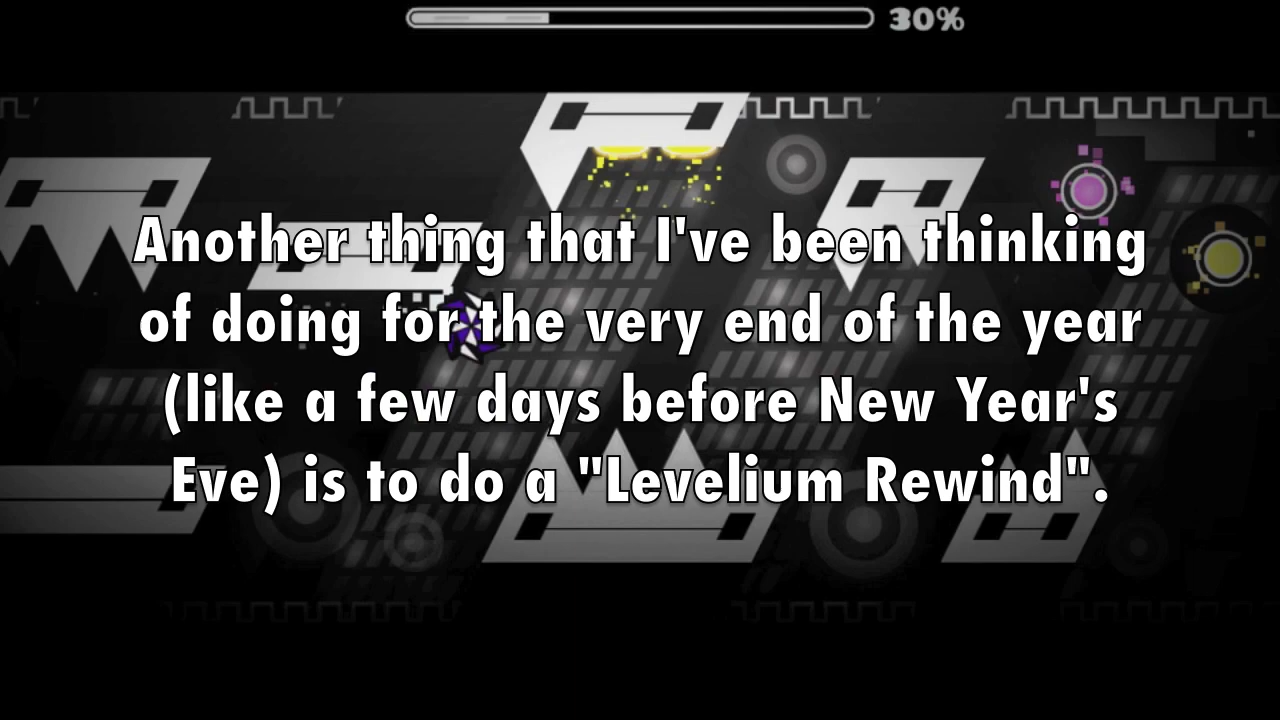 30%
Another thing that I've been thinking
of doing for the very end of the year
(like a few days before New Year's
Eve) is to do a "Levelium Rewind".